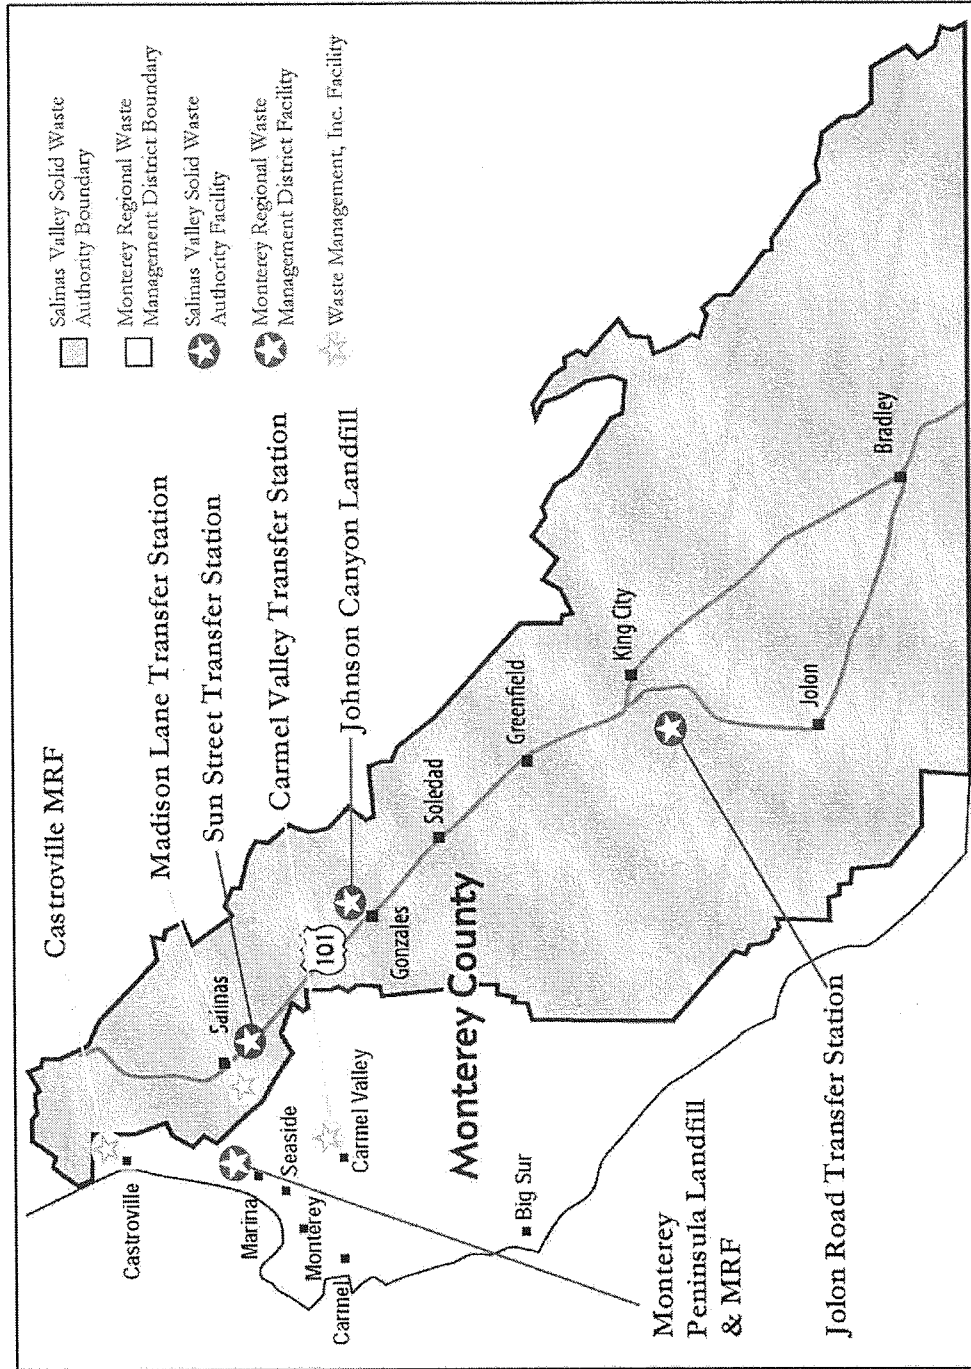 Salinas Valley Solid Waste
Authority Boundary
Monterey Regional Waste
Management District Boundary
Salinas Valley Solid Waste
Authority Facility
Monterey Regional Waste
Management District Facility
Waste Management, Inc. Facility
Castroville MRF
Madison Lane Transfer Station
Sun Street Transfer Station
Carmel Valley Transfer Station
Johnson Canyon Landfill
Castroville
Salinas
Marina
Seaside
Monterey
Carmel
Carmel Valley
101
Gonzales
Soledad
Monterey County
Greenfield
Big Sur
King City
Jolon
Bradley
Monterey
Peninsula Landfill
& MRF
Jolon Road Transfer Station